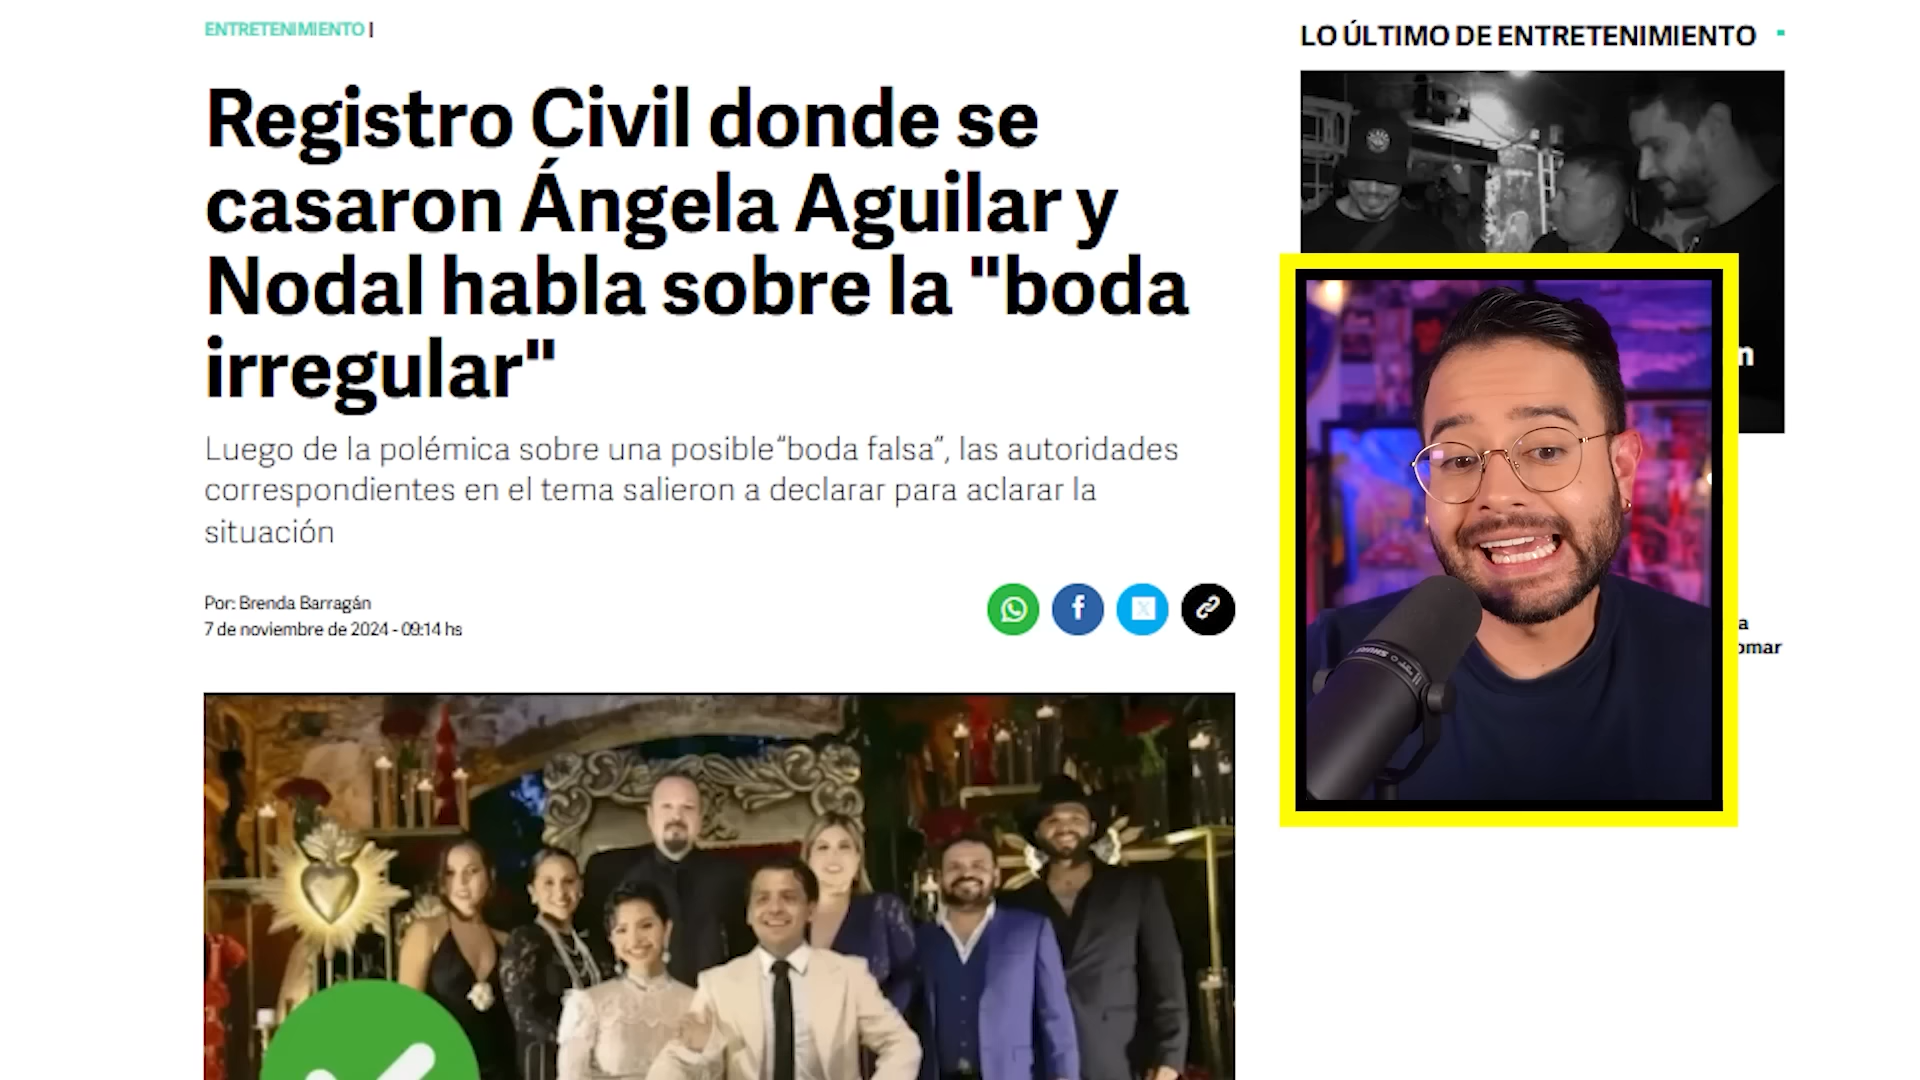 ENTRETENIMIENTO |
Registro Civil donde se
casaron Ángela Aguilar y
Nodal habla sobre la "boda
irregular"
Luego de la polémica sobre una posible“boda falsa”, las autoridades
correspondientes en el tema salieron a declarar para aclarar la
situación
Por: Brenda Barragán
7 de noviembre de 2024 - 09:14 hs
LO ÚLTIMO DE ENTRETENIMIENTO
n
a
omar
SHURE